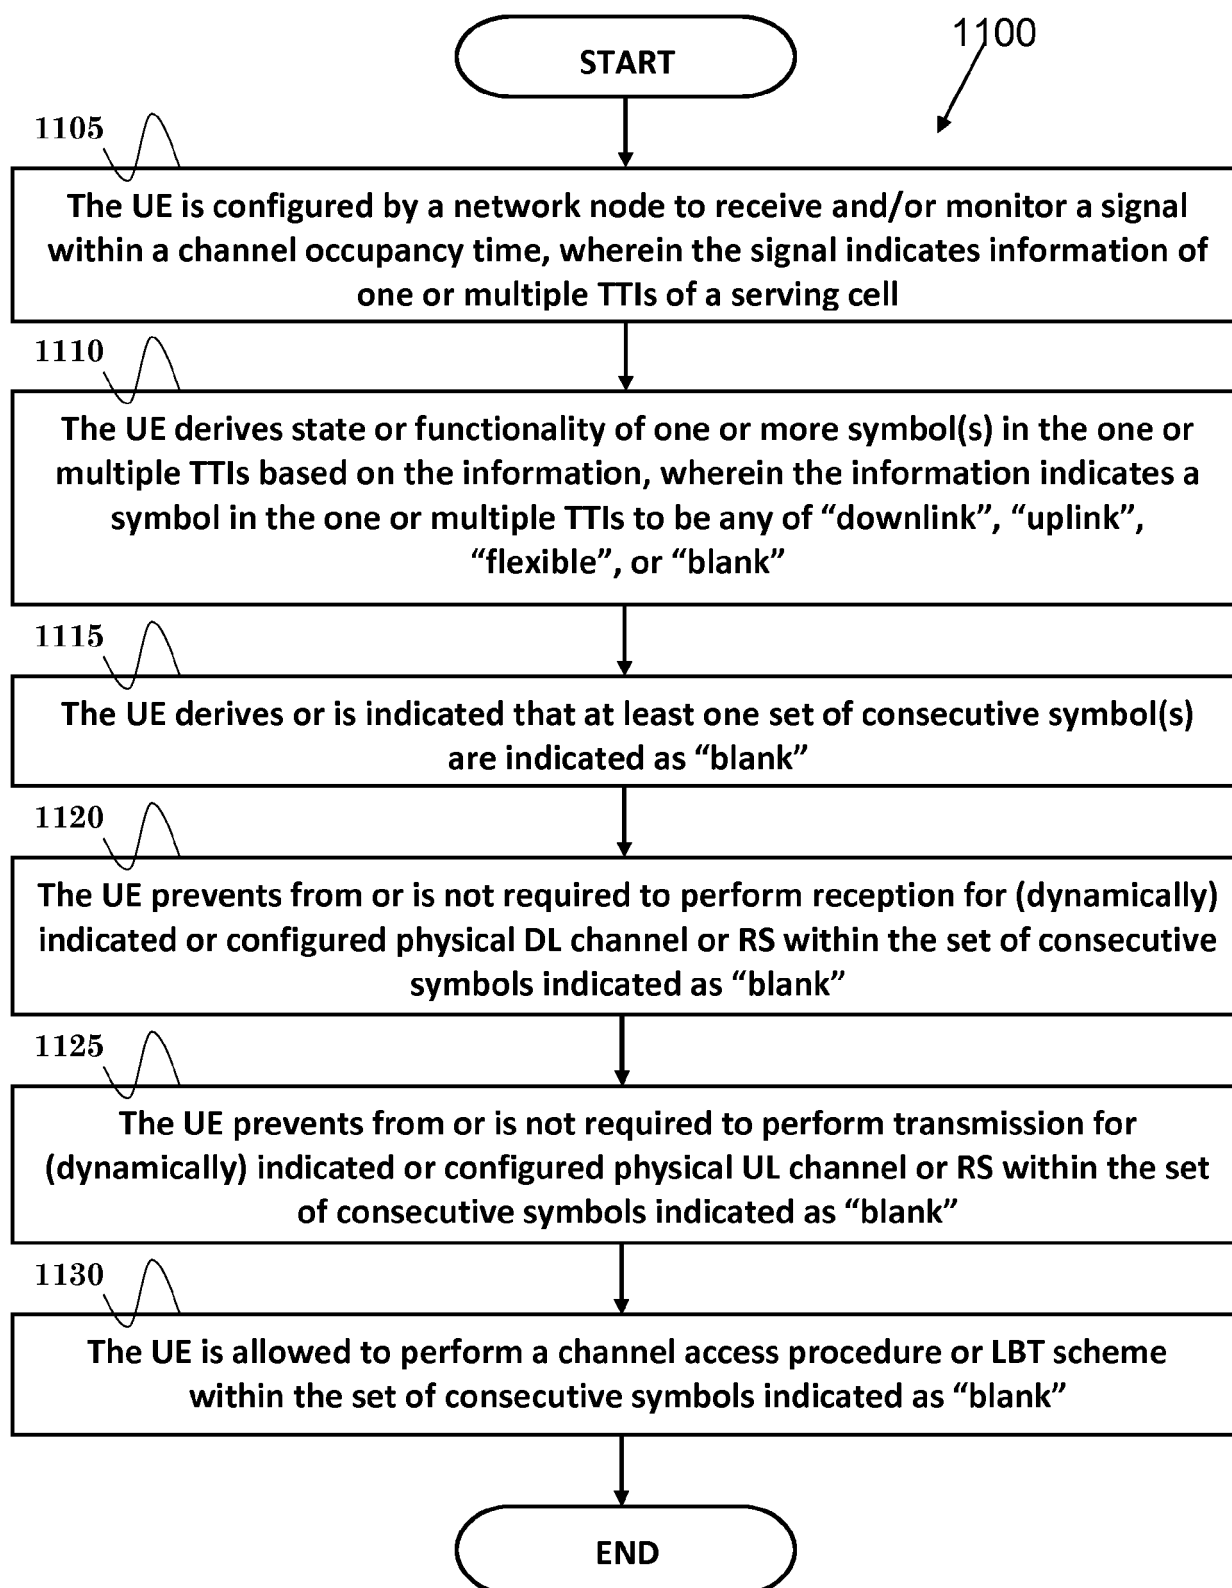 START
1100
1105
The UE is configured by a network node to receive and/or monitor a signal
within a channel occupancy time, wherein the signal indicates information of
one or multiple TTIs of a serving cell
1110
The UE derives state or functionality of one or more symbol(s) in the one or
multiple TTIs based on the information, wherein the information indicates a
symbol in the one or multiple TTIs to be any of “downlink”, “uplink”,
“flexible”, or “blank”
1115
The UE derives or is indicated that at least one set of consecutive symbol(s)
are indicated as “blank”
1120
The UE prevents from or is not required to perform reception for (dynamically)
indicated or configured physical DL channel or RS within the set of consecutive
symbols indicated as “blank”
1125
The UE prevents from or is not required to perform transmission for
(dynamically) indicated or configured physical UL channel or RS within the set
of consecutive symbols indicated as “blank”
1130
The UE is allowed to perform a channel access procedure or LBT scheme
within the set of consecutive symbols indicated as “blank”
END